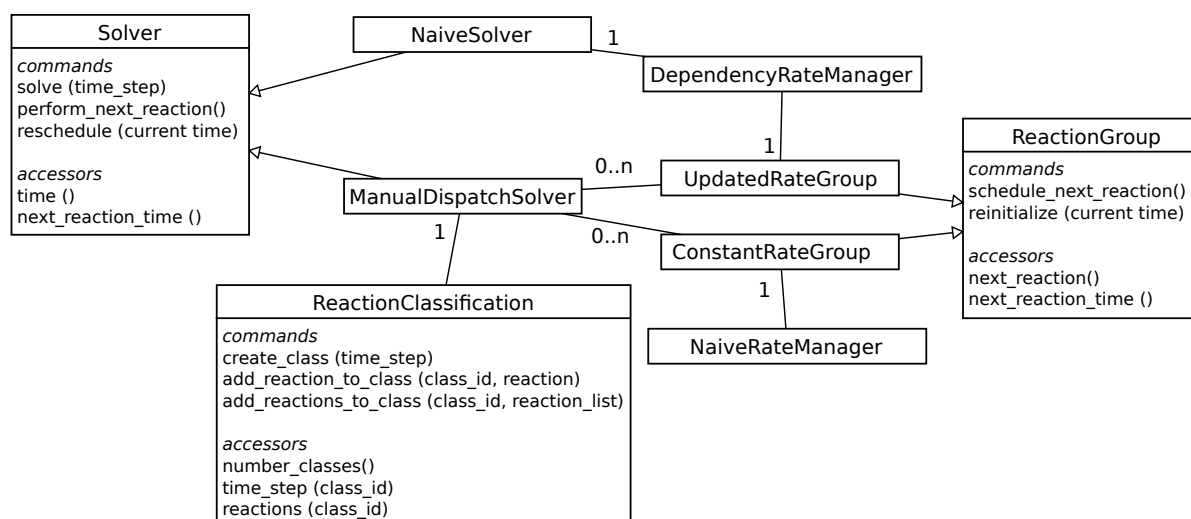 Solver
commands
solve (time_step)
perform_next_reaction()
reschedule (current time)
accessors
time ()
next_reaction_time ()
NaiveSolver
1
DependencyRateManager
1
0..n
UpdatedRateGroup
ManualDispatchSolver
1
0..n
ConstantRateGroup
1
NaiveRateManager
ReactionGroup
commands
schedule_next_reaction()
reinitialize (current time)
accessors
next_reaction()
next_reaction_time ()
ReactionClassification
commands
create_class (time_step)
add_reaction_to_class (class_id, reaction)
add_reactions_to_class (class_id, reaction_list)
accessors
number_classes()
time_step (class_id)
reactions (class_id)